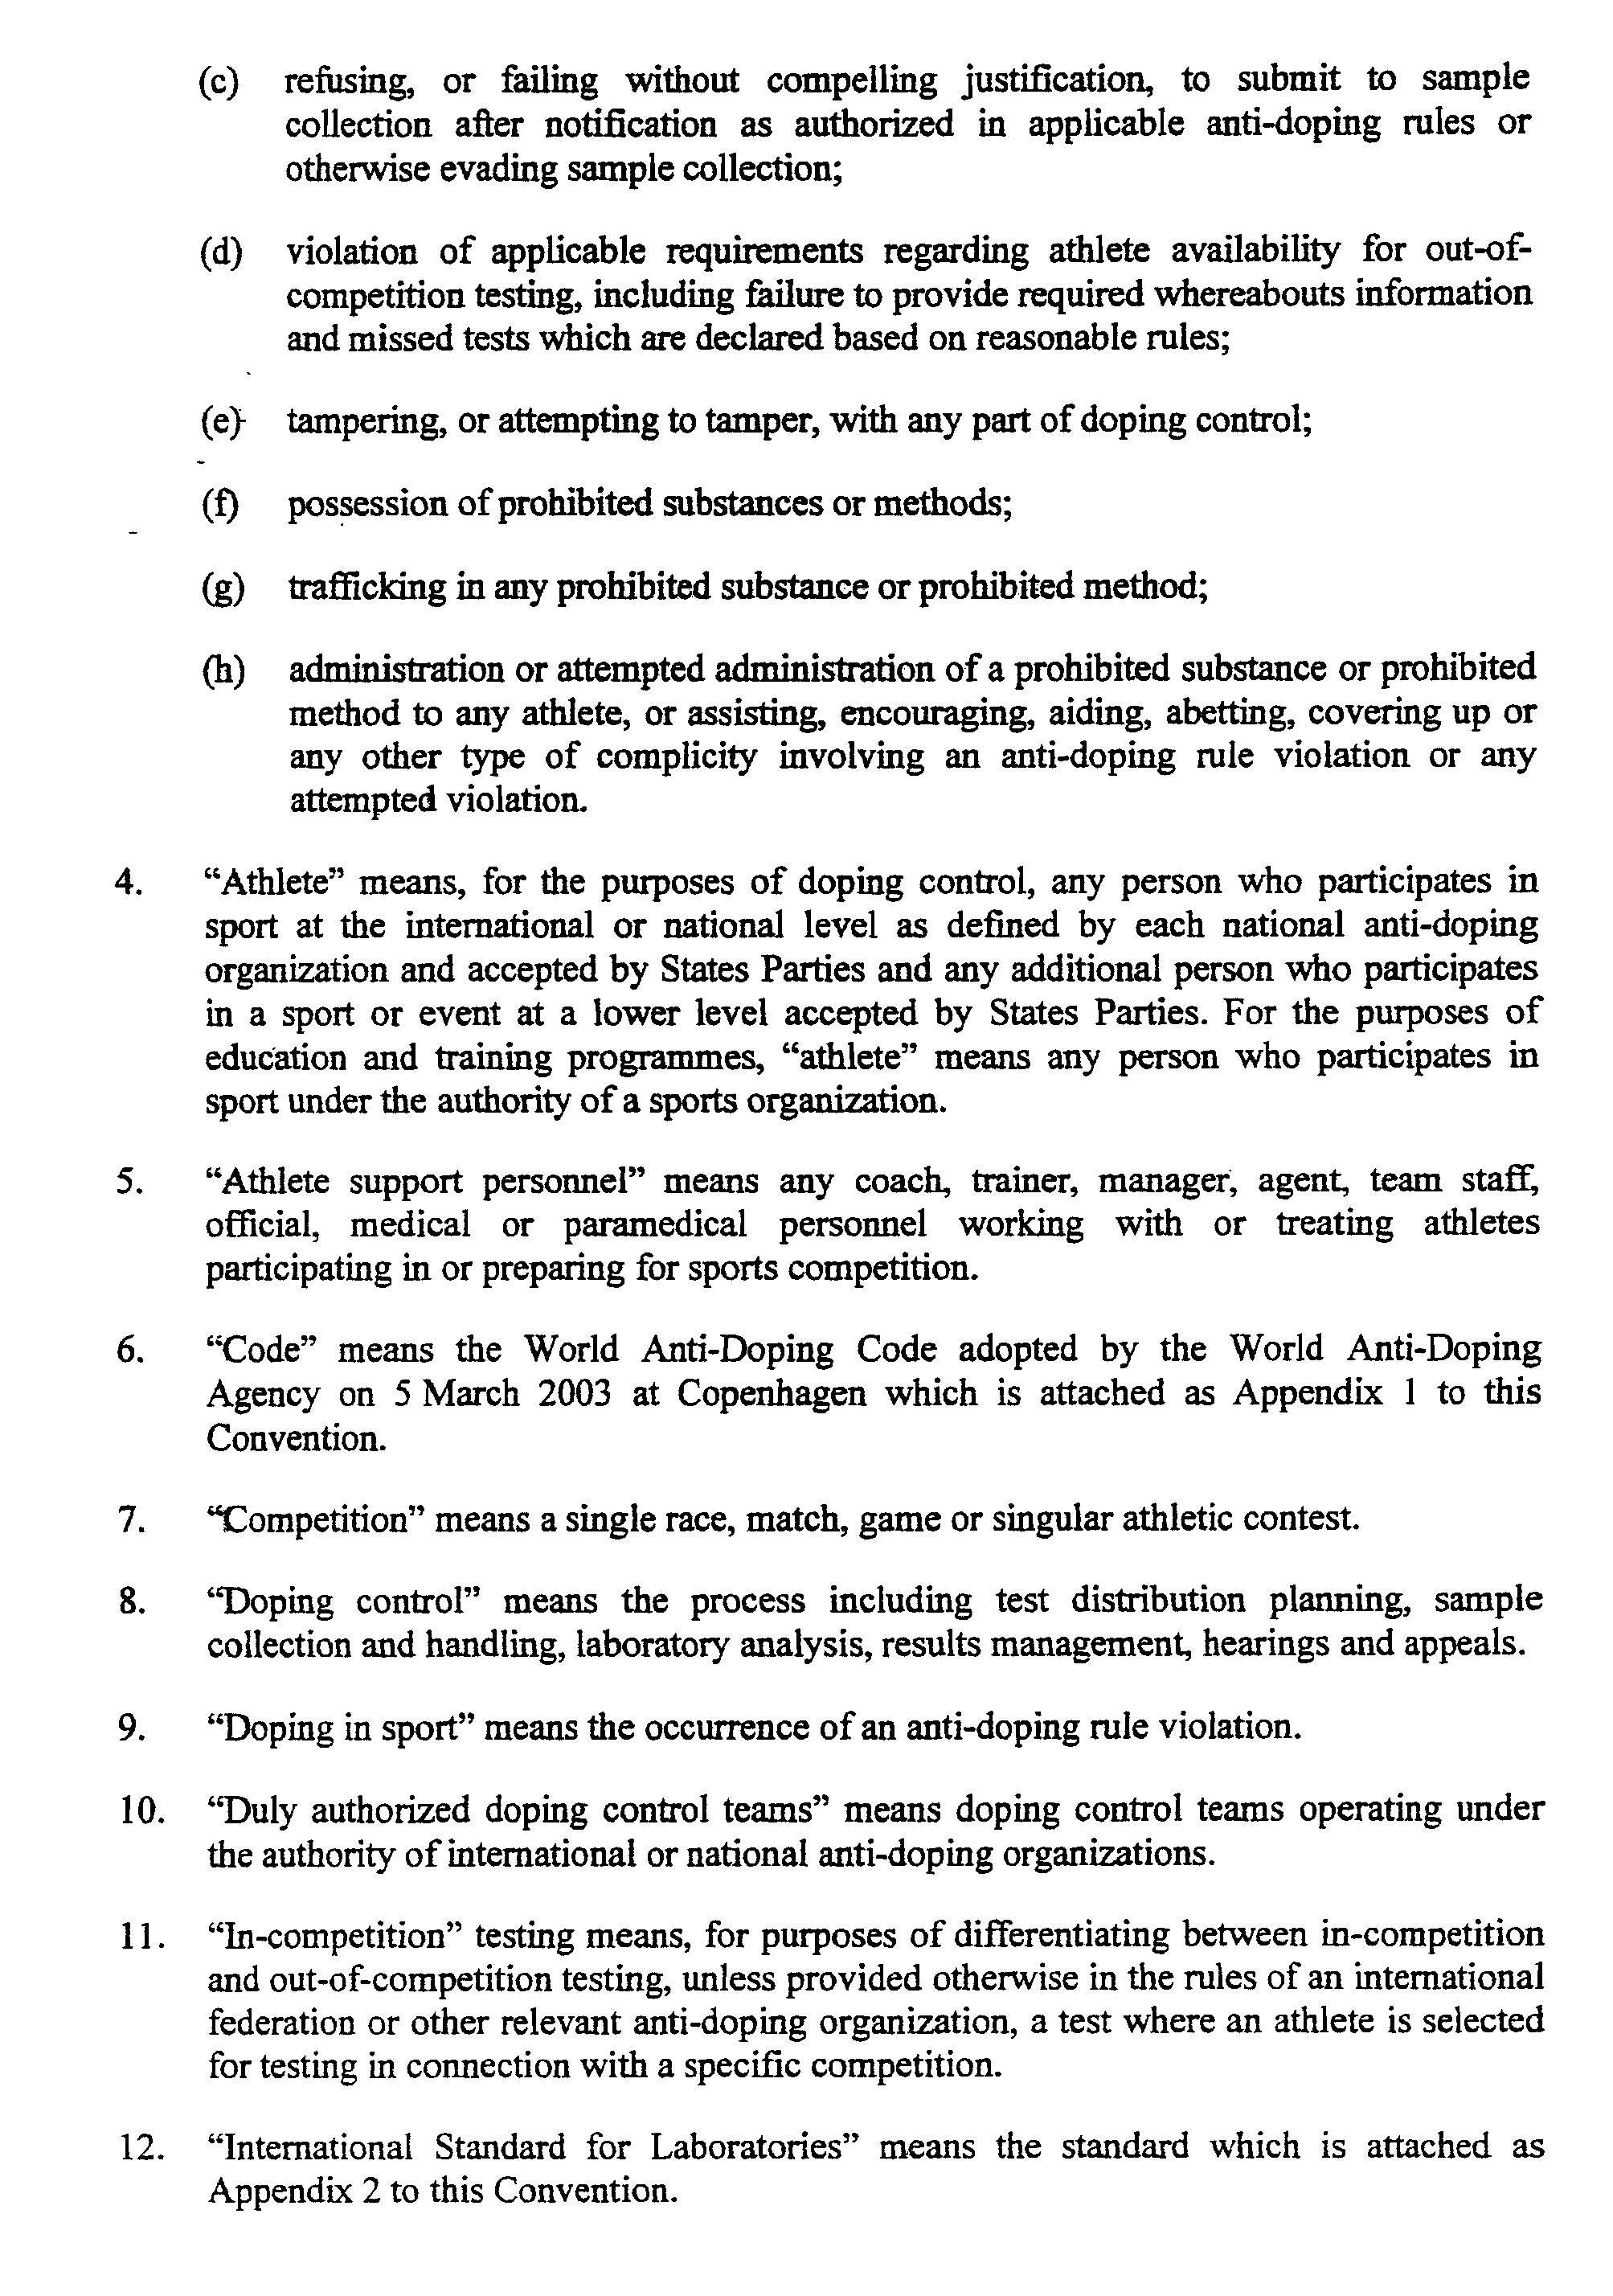 (c) refusing, or failing without compelling justification, to submit to sample
collection after notification as authorized in applicable anti-doping rules or
otherwise evading sample collection;
(d) violation of applicable requirements regarding athlete availability for out-of-
competition testing, including failure to provide required whereabouts information
and missed tests which are declared based on reasonable rules;
(e) tampering, or attempting to tamper, with any part of doping control;
(f) possession of prohibited substances or methods;
(g) trafficking in any prohibited substance or prohibited method;
(h) administration or attempted administration of a prohibited substance or prohibited
method to any athlete, or assisting, encouraging, aiding, abetting, covering up or
any other type of complicity involving an anti-doping rule violation or any
attempted violation.
4. “Athlete” means, for the purposes of doping control, any person who participates in
sport at the international or national level as defined by each national anti-doping
organization and accepted by States Parties and any additional person who participates
in a sport or event at a lower level accepted by States Parties. For the purposes of
education and training programmes, “athlete” means any person who participates in
sport under the authority of a sports organization.
5. “Athlete support personnel” means any coach, trainer, manager, agent, team staff,
official, medical or paramedical personnel working with or treating athletes
participating in or preparing for sports competition.
6. “Code” means the World Anti-Doping Code adopted by the World Anti-Doping
Agency on 5 March 2003 at Copenhagen which is attached as Appendix 1 to this
Convention.
7. “Competition” means a single race, match, game or singular athletic contest.
8. “Doping control” means the process including test distribution planning, sample
collection and handling, laboratory analysis, results management, hearings and appeals.
9. “Doping in sport” means the occurrence of an anti-doping rule violation.
10. “Duly authorized doping control teams” means doping control teams operating under
the authority of international or national anti-doping organizations.
11. “In-competition” testing means, for purposes of differentiating between in-competition
and out-of-competition testing, unless provided otherwise in the rules of an international
federation or other relevant anti-doping organization, a test where an athlete is selected
for testing in connection with a specific competition.
12. “International Standard for Laboratories” means the standard which is attached as
Appendix 2 to this Convention.